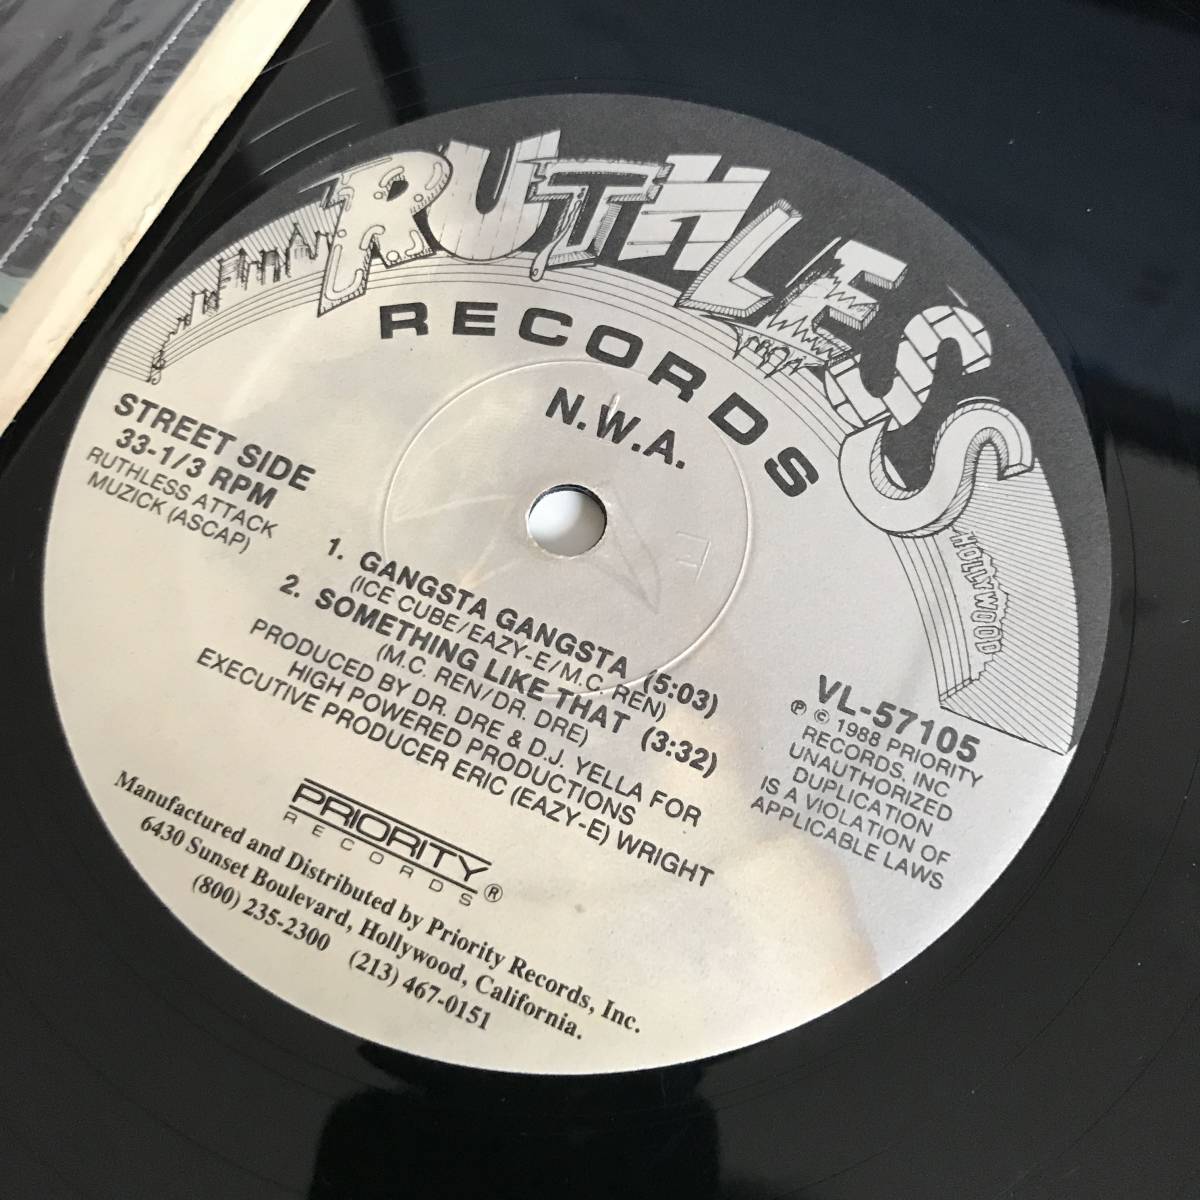 RUTHLESS
RECORDS
N.W.A.
STREET SIDE
33-1/3 RPM
RUTHLESS ATTACK
MUZICK (ASCAP)
1. GANGSTA GANGSTA (5:03)
(ICE CUBE/EAZY-E/M.C. REN)
2. SOMETHING LIKE THAT (3:32)
(M.C. REN/DR. DRE)
PRODUCED BY DR. DRE & D.J. YELLA FOR
HIGH POWERED PRODUCTIONS
EXECUTIVE PRODUCER ERIC (EAZY-E) WRIGHT
HOLLYWOOD
VL-57105
℗ © 1988 PRIORITY
RECORDS, INC
UNAUTHORIZED
DUPLICATION
IS A VIOLATION OF
APPLICABLE LAWS
PRIORITY
RECORDS®
Manufactured and Distributed by Priority Records, Inc.
6430 Sunset Boulevard, Hollywood, California.
(800) 235-2300 (213) 467-0151